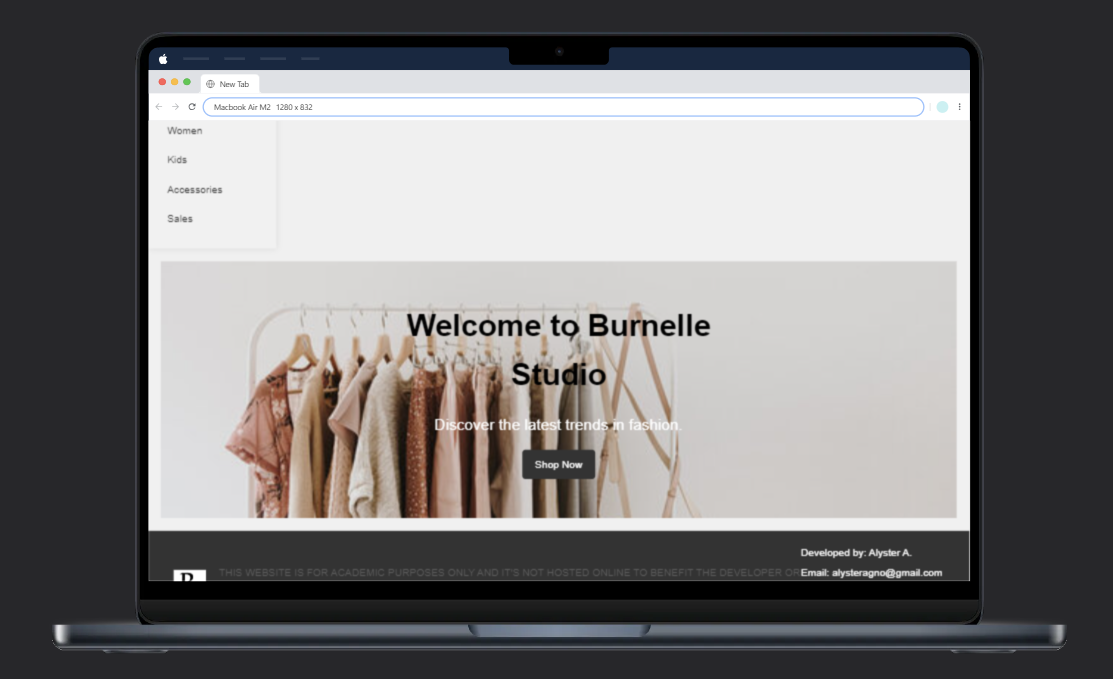 New Tab
Macbook Air M2 1280 x 832
Women
Kids
Accessories
Sales
Welcome to Burnelle
Studio
Discover the latest trends in fashion.
Shop Now
Developed by: Alyster A.
THIS WEBSITE IS FOR ACADEMIC PURPOSES ONLY AND IT'S NOT HOSTED ONLINE TO BENEFIT THE DEVELOPER OR
Email: alysteragno@gmail.com